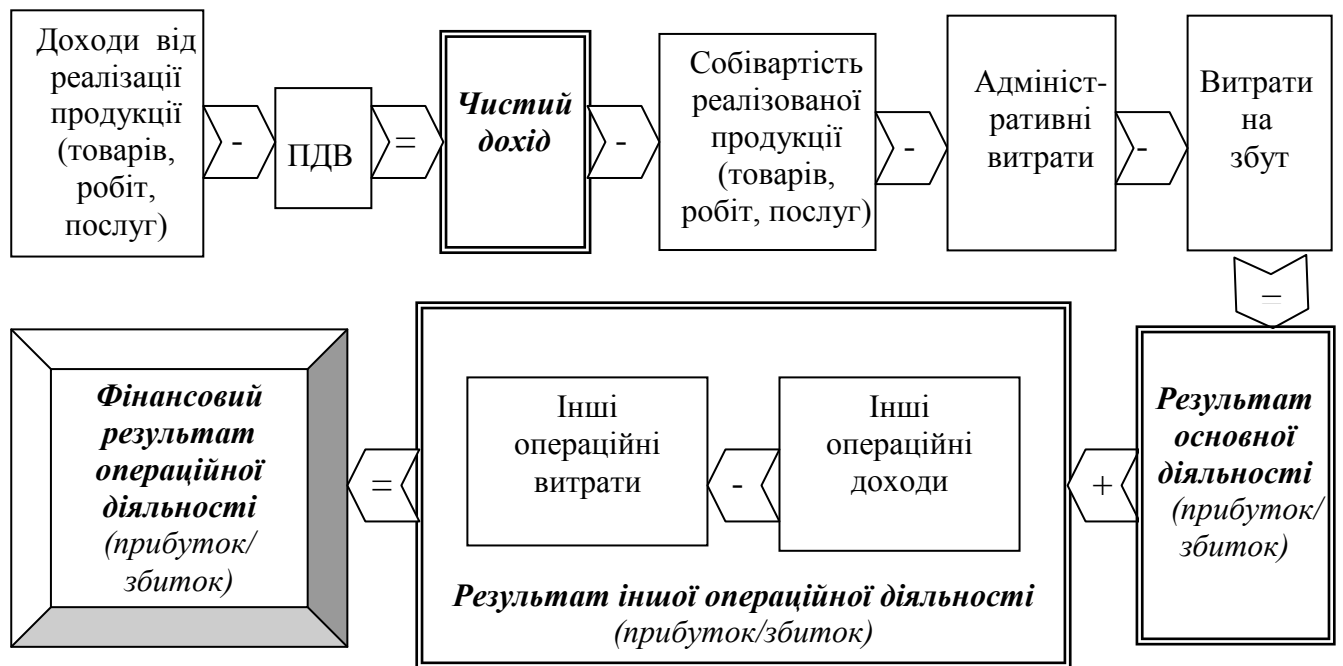 Доходи від
реалізації
продукції
(товарів,
робіт,
послуг)
-
ПДВ
=
Чистий
дохід
-
Собівартість
реалізованої
продукції
(товарів,
робіт, послуг)
-
Адмініст-
ративні
витрати
-
Витрати
на
збут
=
Результат
основної
діяльності
(прибуток/
збиток)
+
Інші
операційні
доходи
-
Інші
операційні
витрати
Результат іншої операційної діяльності
(прибуток/збиток)
=
Фінансовий
результат
операційної
діяльності
(прибуток/
збиток)